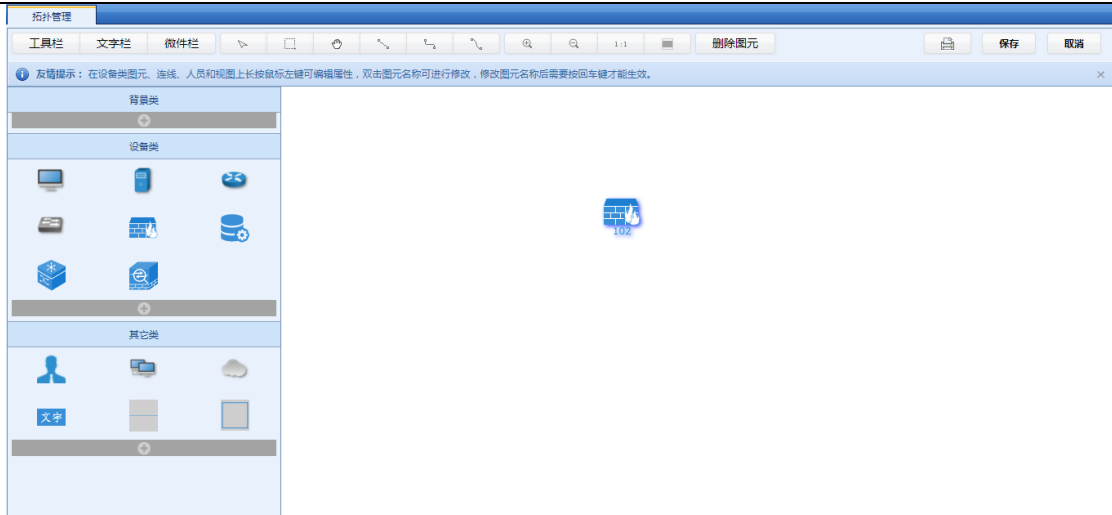 拓扑管理
工具栏 文字栏 微件栏 1:1 删除图元 保存 取消
友情提示：在设备类图元、连线、人员和视图上长按鼠标左键可编辑属性，双击图元名称可进行修改，修改图元名称后需要按回车键才能生效。
背景类
设备类
102
其它类
文字